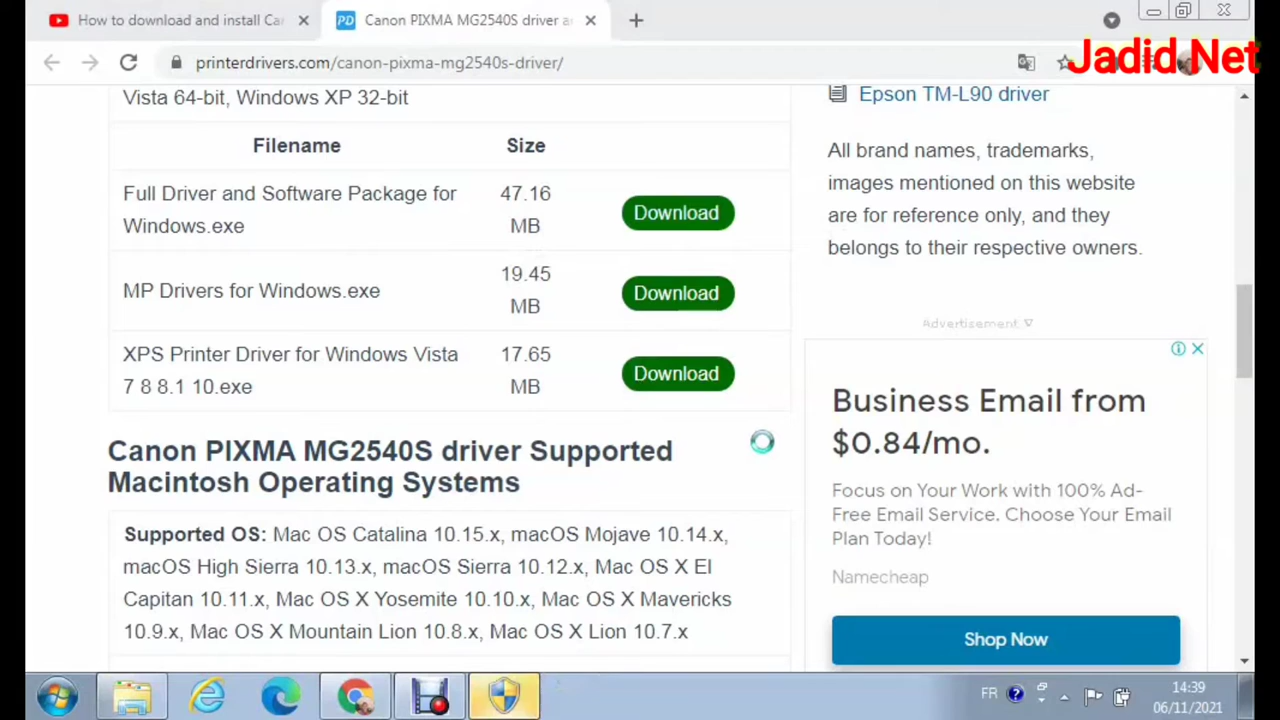 How to download and install Car
Canon PIXMA MG2540S driver a
Jadid Net
printerdrivers.com/canon-pixma-mg2540s-driver/
Vista 64-bit, Windows XP 32-bit
Filename Size
Full Driver and Software Package for
Windows.exe
47.16
MB
Download
MP Drivers for Windows.exe
19.45
MB
Download
XPS Printer Driver for Windows Vista
7 8 8.1 10.exe
17.65
MB
Download
Canon PIXMA MG2540S driver Supported
Macintosh Operating Systems
Supported OS: Mac OS Catalina 10.15.x, macOS Mojave 10.14.x,
macOS High Sierra 10.13.x, macOS Sierra 10.12.x, Mac OS X El
Capitan 10.11.x, Mac OS X Yosemite 10.10.x, Mac OS X Mavericks
10.9.x, Mac OS X Mountain Lion 10.8.x, Mac OS X Lion 10.7.x
Epson TM-L90 driver
All brand names, trademarks,
images mentioned on this website
are for reference only, and they
belongs to their respective owners.
Advertisement
Business Email from
$0.84/mo.
Focus on Your Work with 100% Ad-
Free Email Service. Choose Your Email
Plan Today!
Namecheap
Shop Now
FR
14:39
06/11/2021